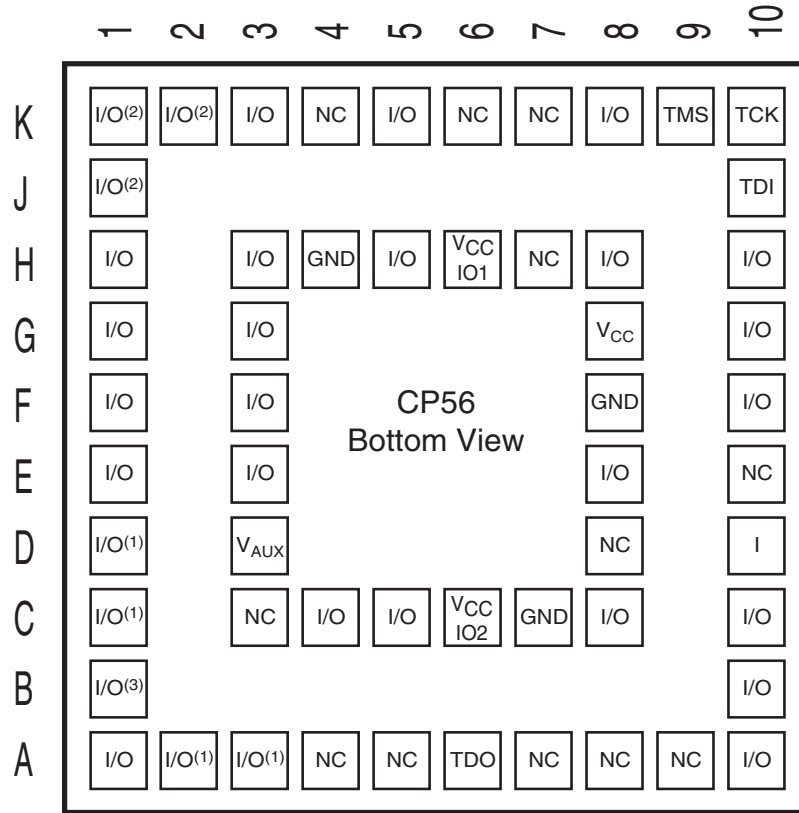 1 2 3 4 5 6 7 8 9 10
K I/O(2) I/O(2) I/O NC I/O NC NC I/O TMS TCK
J I/O(2) TDI
H I/O I/O GND I/O VCC IO1 NC I/O I/O
G I/O I/O VCC I/O
F I/O I/O GND I/O
CP56
Bottom View
E I/O I/O I/O NC
D I/O(1) VAUX NC I
C I/O(1) NC I/O I/O VCC IO2 GND I/O I/O
B I/O(3) I/O
A I/O I/O(1) I/O(1) NC NC TDO NC NC NC I/O